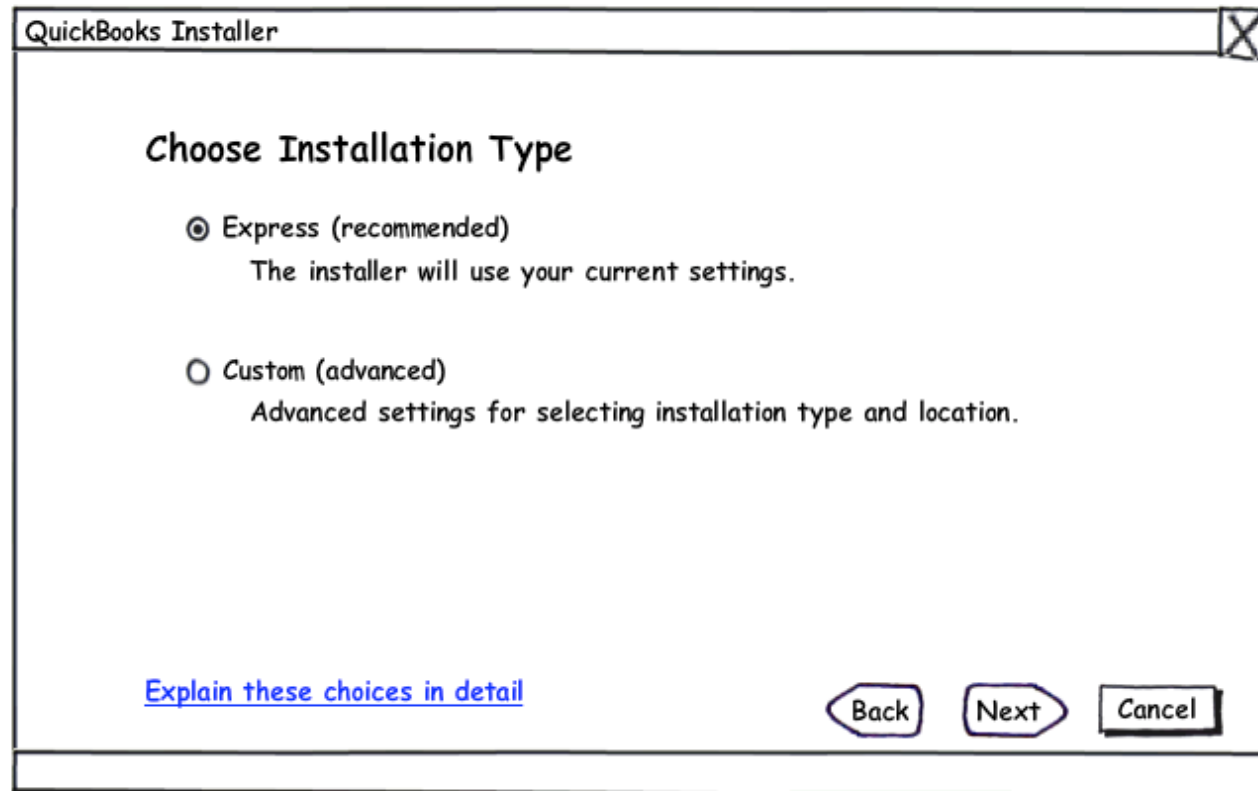 QuickBooks Installer
Choose Installation Type
Express (recommended)
The installer will use your current settings.
Custom (advanced)
Advanced settings for selecting installation type and location.
Explain these choices in detail
Back Next Cancel